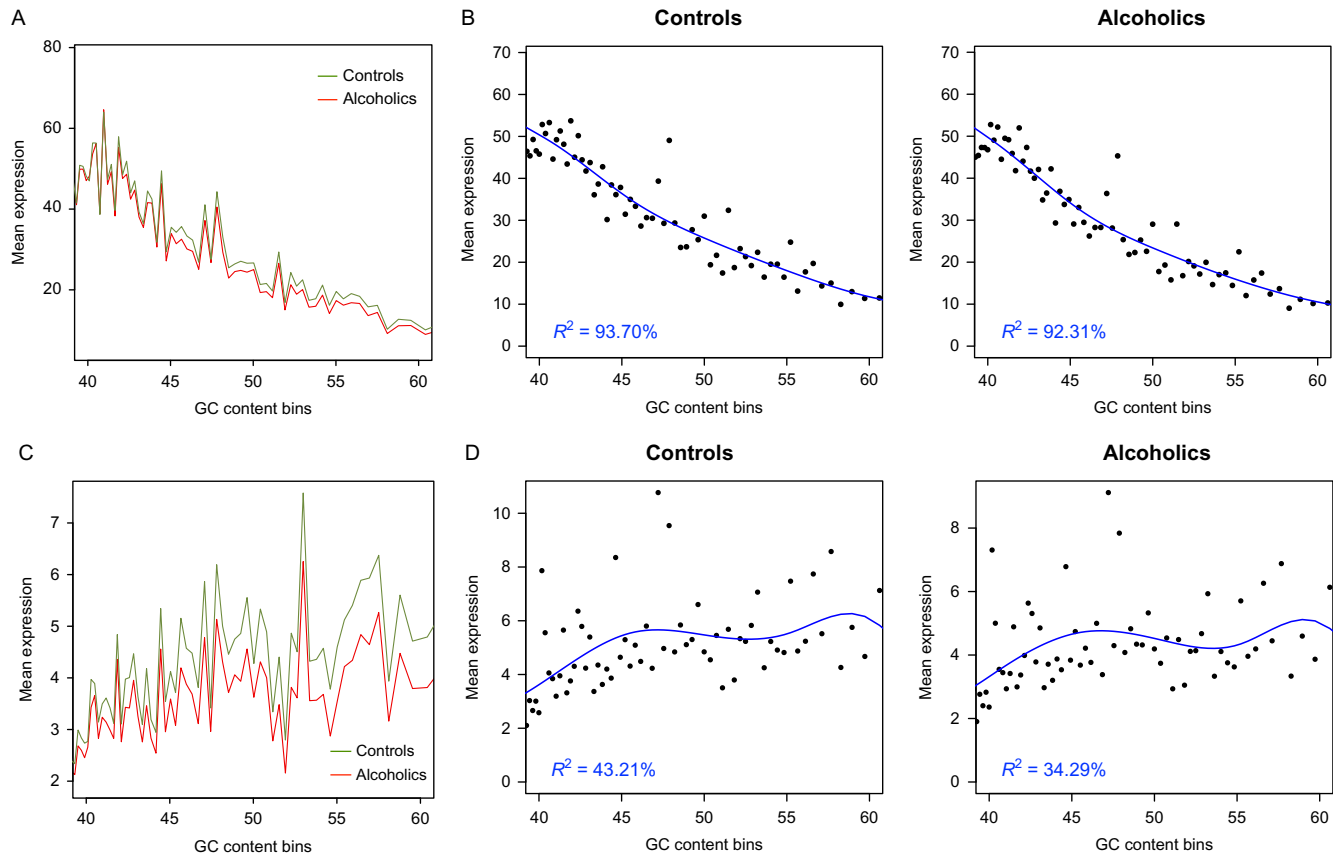 A
80
60
40
20
Mean expression
Controls
Alcoholics
40 45 50 55 60
GC content bins
B
Controls
70
60
50
40
30
20
10
0
Mean expression
R² = 93.70%
40 45 50 55 60
GC content bins
Alcoholics
70
60
50
40
30
20
10
0
Mean expression
R² = 92.31%
40 45 50 55 60
GC content bins
C
7
6
5
4
3
2
Mean expression
Controls
Alcoholics
40 45 50 55 60
GC content bins
D
Controls
10
8
6
4
2
0
Mean expression
R² = 43.21%
40 45 50 55 60
GC content bins
Alcoholics
8
6
4
2
0
Mean expression
R² = 34.29%
40 45 50 55 60
GC content bins